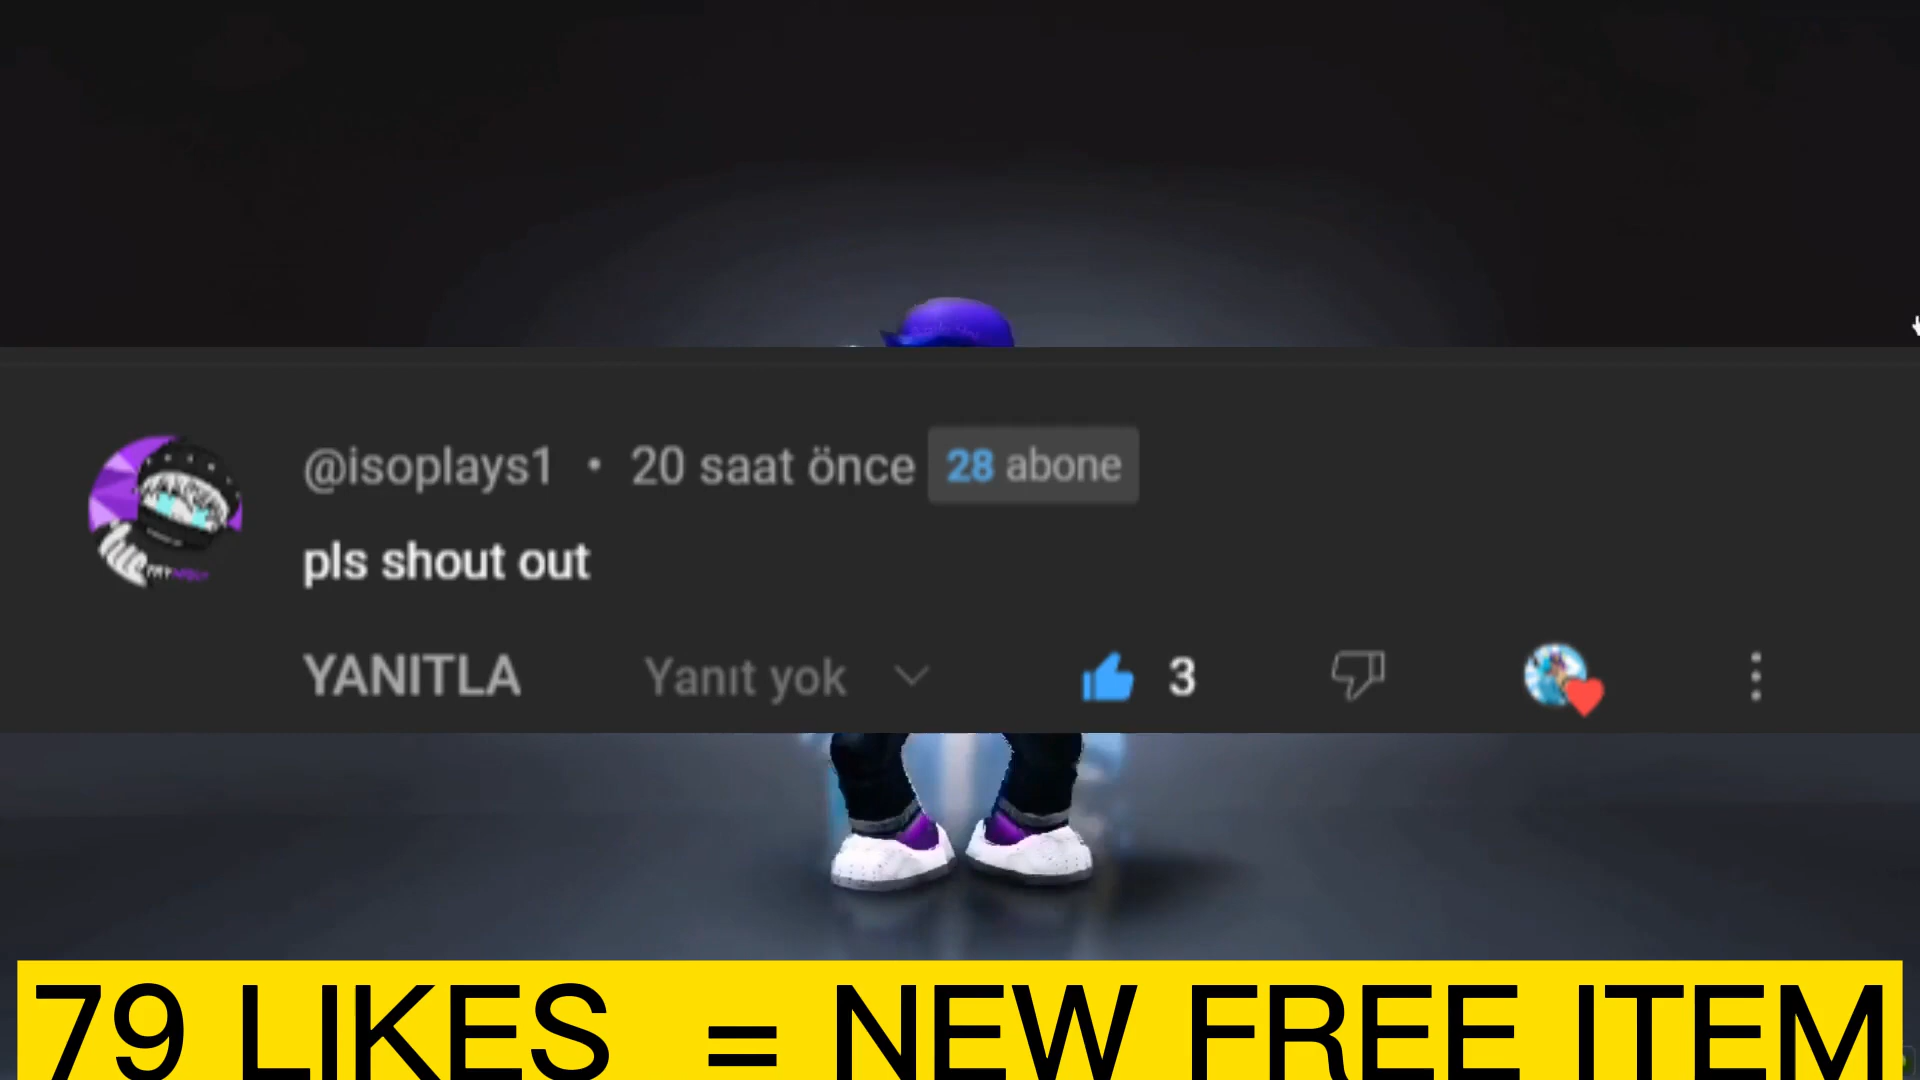 @isoplays1 • 20 saat önce 28 abone
pls shout out
YANITLA Yanıt yok 3
79 LIKES = NEW FREE ITEM